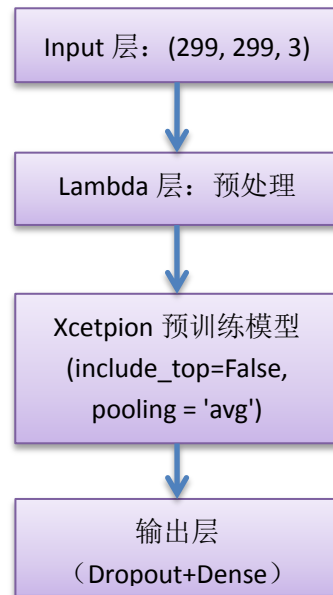 Input 层：(299, 299, 3)
Lambda 层：预处理
Xcetpion 预训练模型
(include_top=False,
pooling = 'avg')
输出层
（Dropout+Dense）